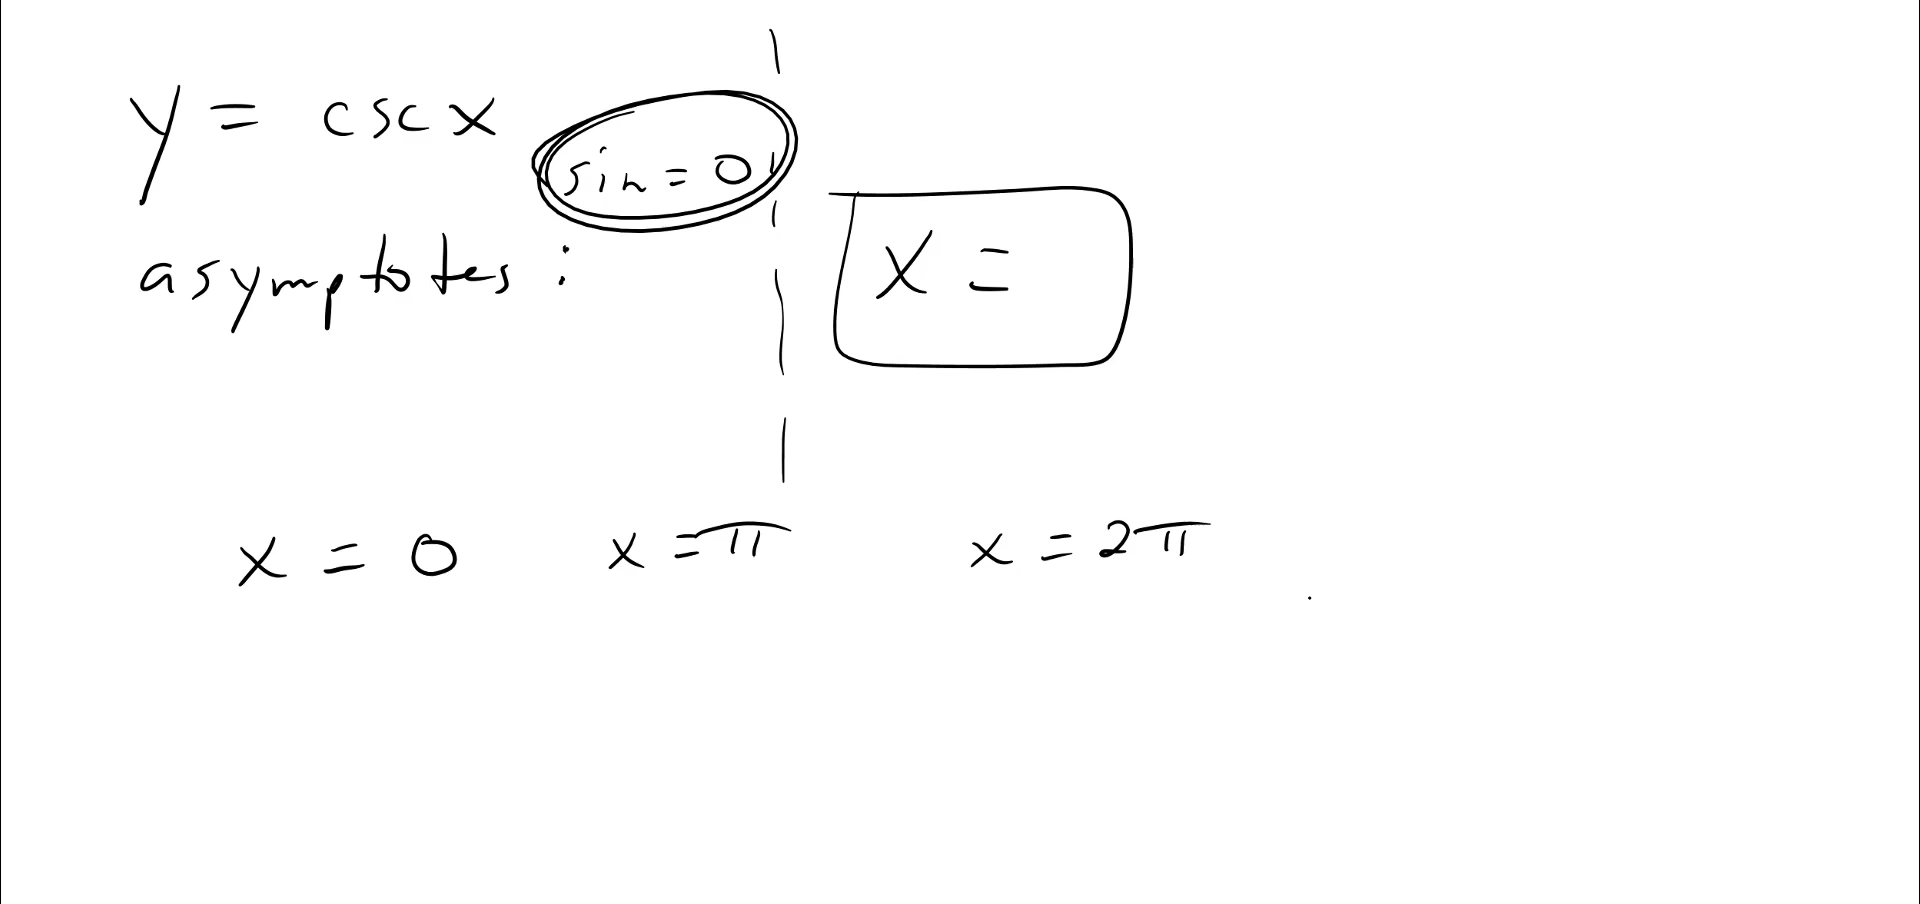 y = csc x
sin = 0
asymptotes :
x =
x = 0 x = π x = 2π